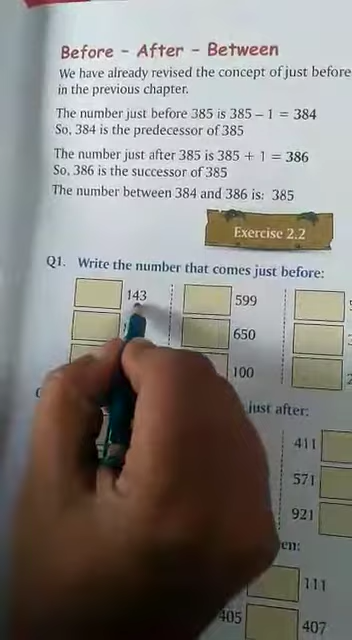 Before - After - Between
We have already revised the concept of just before
in the previous chapter.
The number just before 385 is 385 – 1 = 384
So, 384 is the predecessor of 385
The number just after 385 is 385 + 1 = 386
So, 386 is the successor of 385
The number between 384 and 386 is: 385
Exercise 2.2
Q1. Write the number that comes just before:
143 599
650
100
just after:
411
571
921
111
405 407